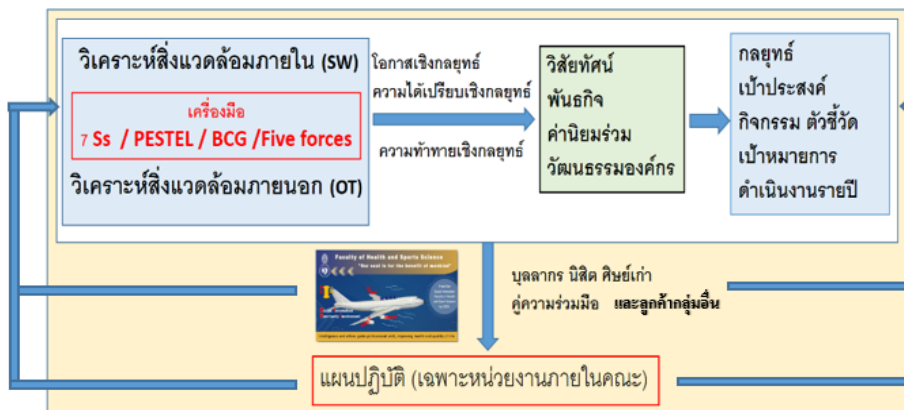 วิเคราะห์สิ่งแวดล้อมภายใน (SW)
เครื่องมือ
7 Ss / PESTEL / BCG /Five forces
วิเคราะห์สิ่งแวดล้อมภายนอก (OT)
โอกาสเชิงกลยุทธ์
ความได้เปรียบเชิงกลยุทธ์
ความท้าทายเชิงกลยุทธ์
วิสัยทัศน์
พันธกิจ
ค่านิยมร่วม
วัฒนธรรมองค์กร
กลยุทธ์
เป้าประสงค์
กิจกรรม ตัวชี้วัด
เป้าหมายการ
ดำเนินงานรายปี
Faculty of Health and Sports Science
บุลลากร นิสิต ศิษย์เก่า
คู่ความร่วมมือ และลูกค้ากลุ่มอื่น
แผนปฏิบัติ (เฉพาะหน่วยงานภายในคณะ)